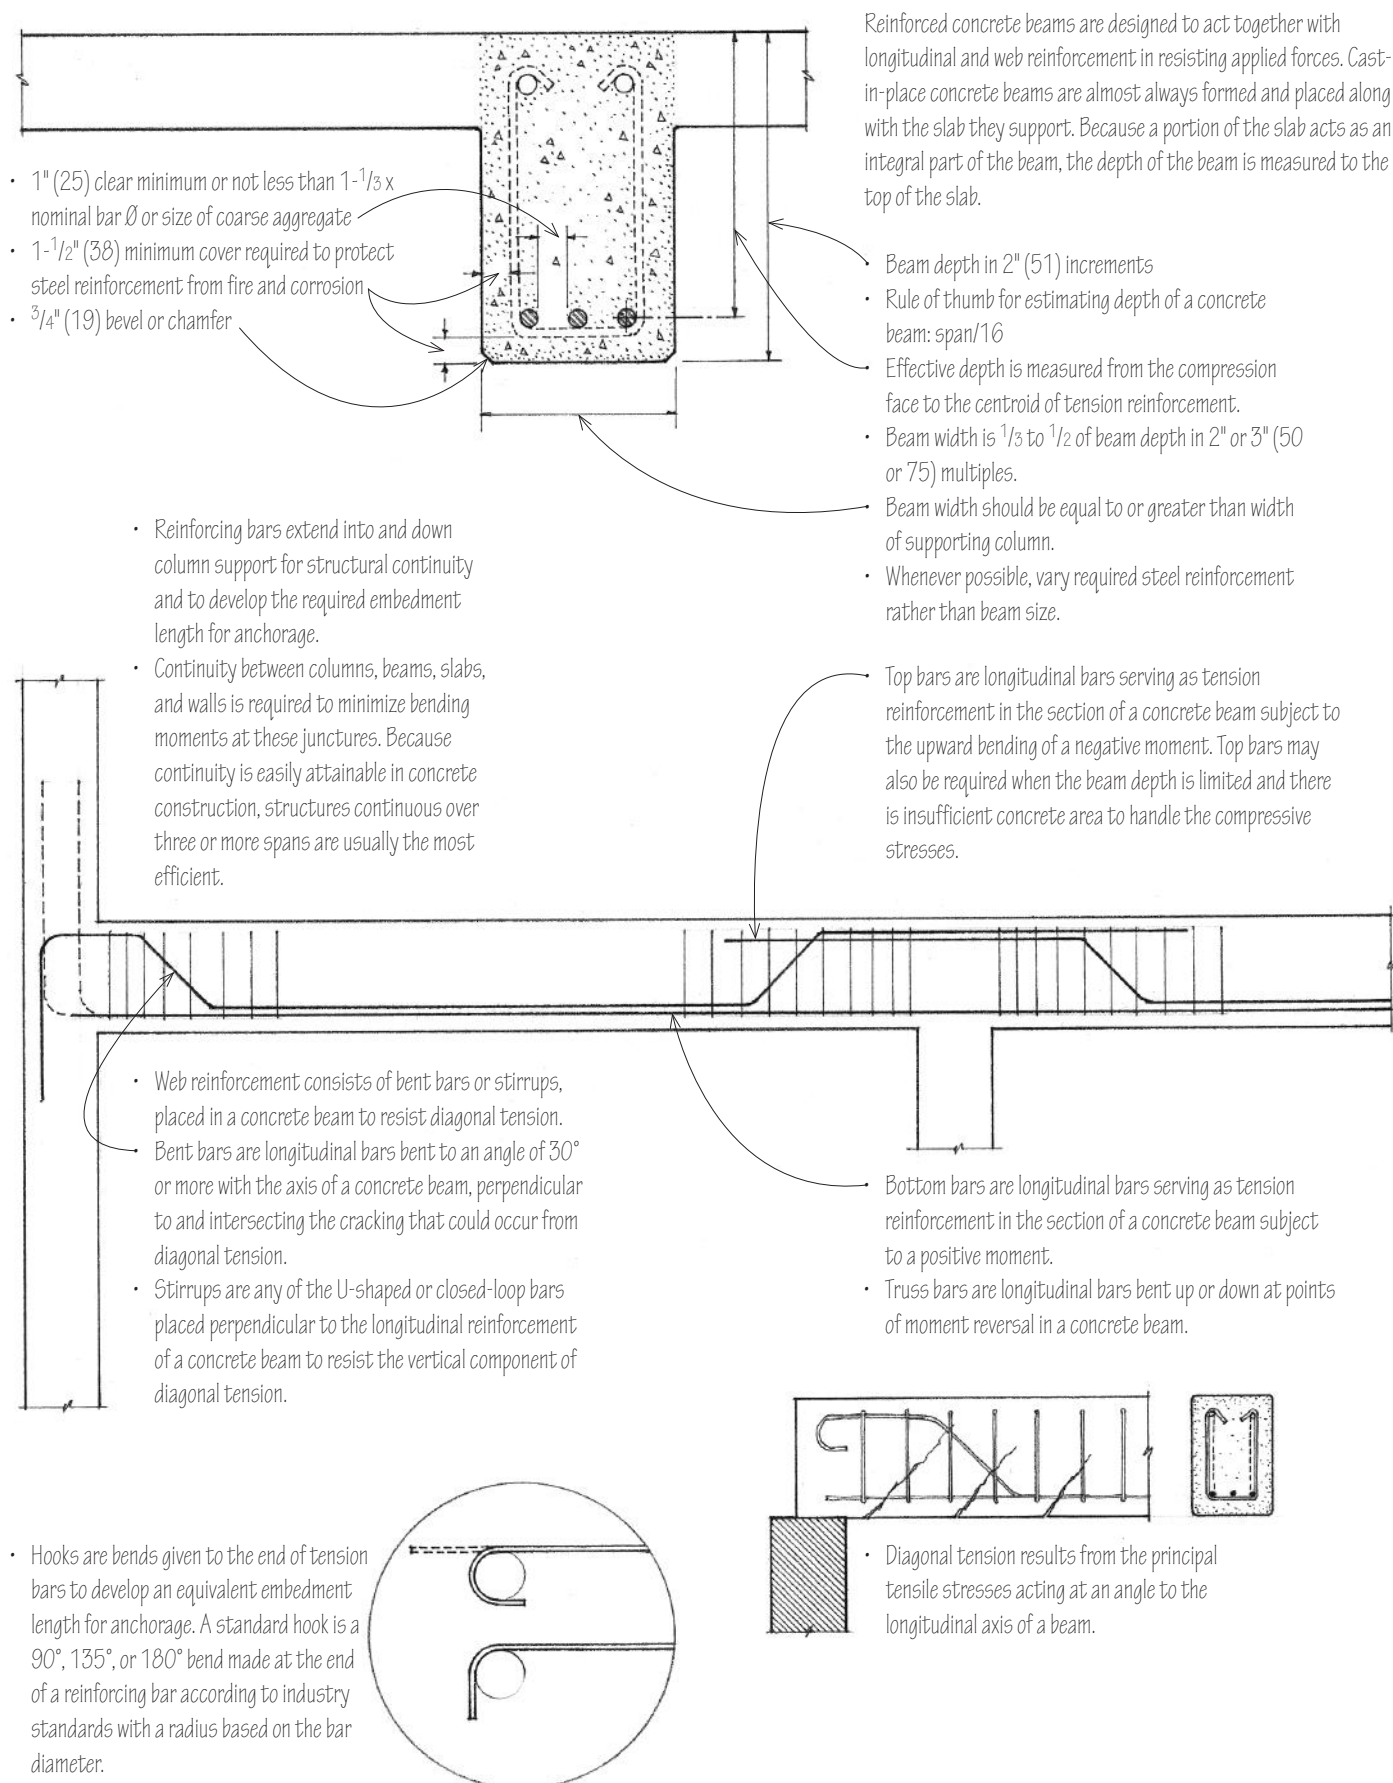 Reinforced concrete beams are designed to act together with
longitudinal and web reinforcement in resisting applied forces. Cast-
in-place concrete beams are almost always formed and placed along
with the slab they support. Because a portion of the slab acts as an
integral part of the beam, the depth of the beam is measured to the
top of the slab.
• 1" (25) clear minimum or not less than 1-1/3 x
nominal bar Ø or size of coarse aggregate
• 1-1/2" (38) minimum cover required to protect
steel reinforcement from fire and corrosion
• 3/4" (19) bevel or chamfer
• Beam depth in 2" (51) increments
• Rule of thumb for estimating depth of a concrete
beam: span/16
• Effective depth is measured from the compression
face to the centroid of tension reinforcement.
• Beam width is 1/3 to 1/2 of beam depth in 2" or 3" (50
or 75) multiples.
• Beam width should be equal to or greater than width
of supporting column.
• Whenever possible, vary required steel reinforcement
rather than beam size.
• Reinforcing bars extend into and down
column support for structural continuity
and to develop the required embedment
length for anchorage.
• Continuity between columns, beams, slabs,
and walls is required to minimize bending
moments at these junctures. Because
continuity is easily attainable in concrete
construction, structures continuous over
three or more spans are usually the most
efficient.
• Top bars are longitudinal bars serving as tension
reinforcement in the section of a concrete beam subject to
the upward bending of a negative moment. Top bars may
also be required when the beam depth is limited and there
is insufficient concrete area to handle the compressive
stresses.
• Web reinforcement consists of bent bars or stirrups,
placed in a concrete beam to resist diagonal tension.
• Bent bars are longitudinal bars bent to an angle of 30°
or more with the axis of a concrete beam, perpendicular
to and intersecting the cracking that could occur from
diagonal tension.
• Stirrups are any of the U-shaped or closed-loop bars
placed perpendicular to the longitudinal reinforcement
of a concrete beam to resist the vertical component of
diagonal tension.
• Bottom bars are longitudinal bars serving as tension
reinforcement in the section of a concrete beam subject
to a positive moment.
• Truss bars are longitudinal bars bent up or down at points
of moment reversal in a concrete beam.
• Hooks are bends given to the end of tension
bars to develop an equivalent embedment
length for anchorage. A standard hook is a
90°, 135°, or 180° bend made at the end
of a reinforcing bar according to industry
standards with a radius based on the bar
diameter.
• Diagonal tension results from the principal
tensile stresses acting at an angle to the
longitudinal axis of a beam.